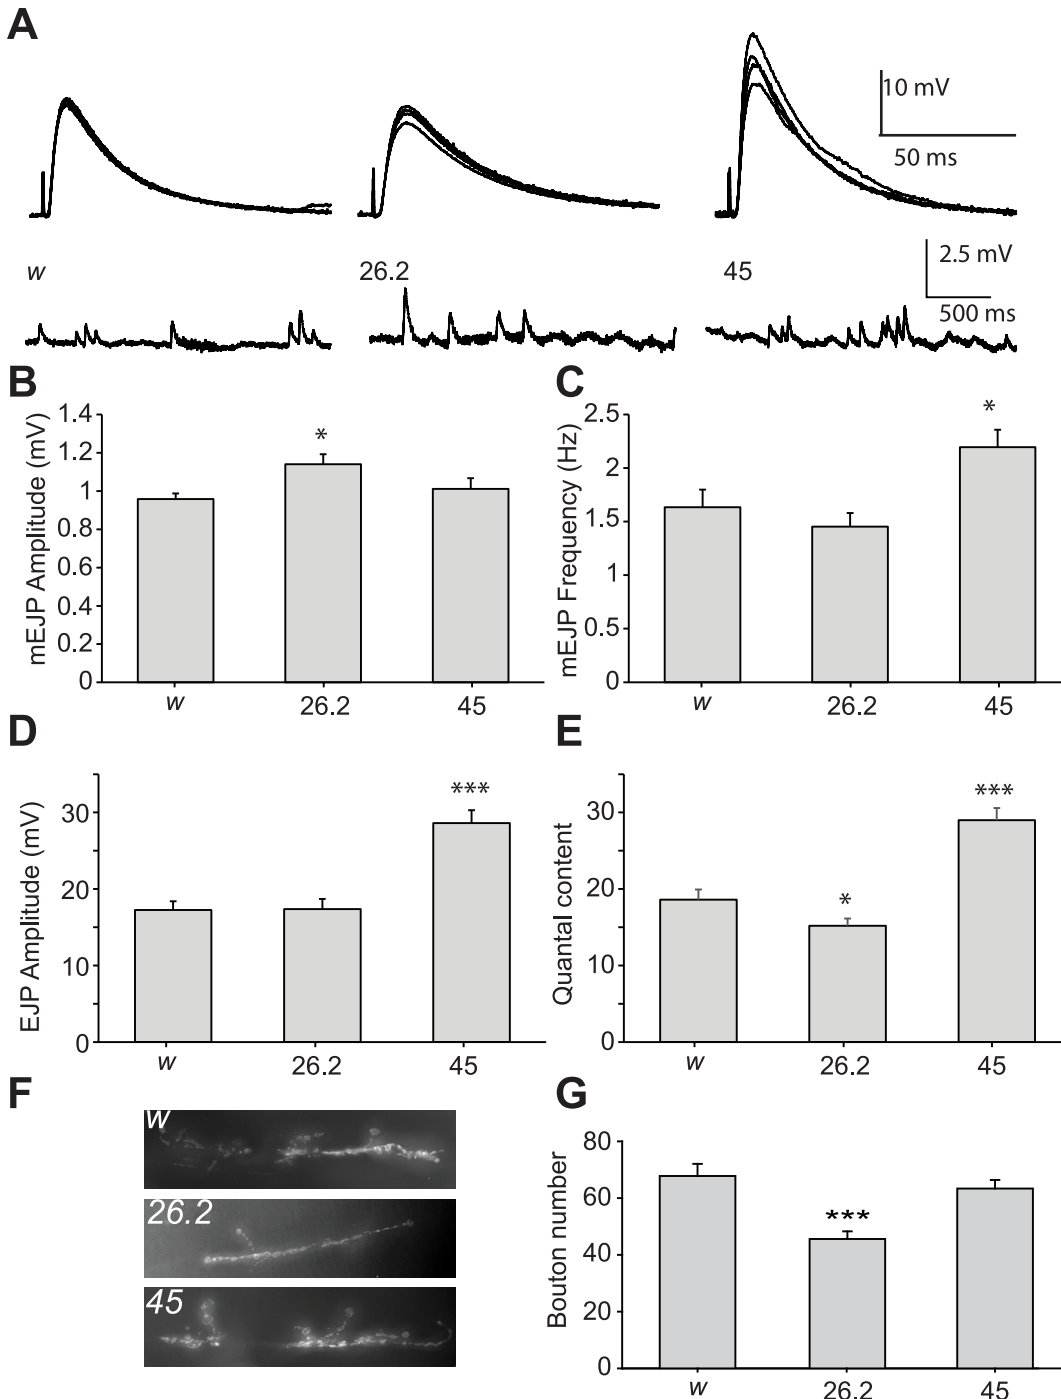 A
10 mV
50 ms
w
26.2
45
2.5 mV
500 ms
B
mEJP Amplitude (mV)
1.4
1.2
1
0.8
0.6
0.4
0.2
0
*
w
26.2
45
C
mEJP Frequency (Hz)
2.5
2
1.5
1
0.5
0
*
w
26.2
45
D
EJP Amplitude (mV)
30
20
10
0
***
w
26.2
45
E
Quantal content
30
20
10
0
*
***
w
26.2
45
F
w
26.2
45
G
Bouton number
80
60
40
20
0
***
w
26.2
45